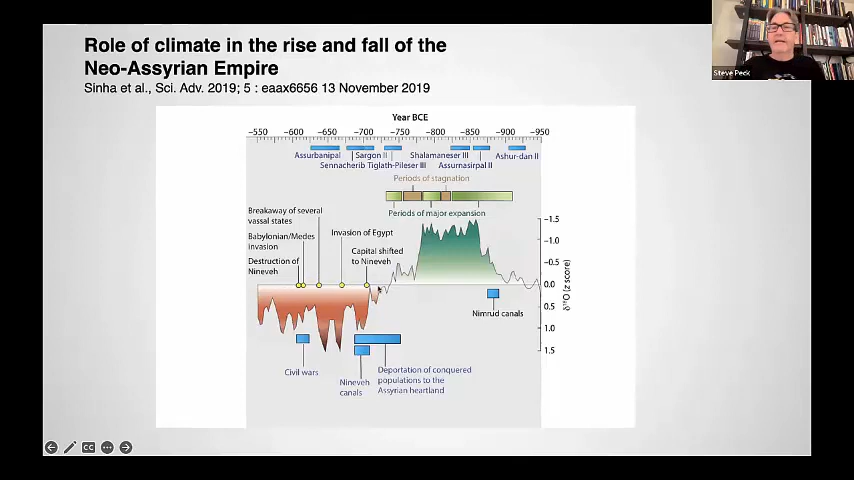 Role of climate in the rise and fall of the
Neo-Assyrian Empire
Sinha et al., Sci. Adv. 2019; 5 : eaax6656 13 November 2019
Steve Peck
Year BCE
−550 −600 −650 −700 −750 −800 −850 −900 −950
Assurbanipal Sargon II Shalamaneser III Ashur-dan II
Sennacherib Tiglath-Pileser III Assurnasirpal II
Periods of stagnation
Periods of major expansion
Breakaway of several
vassal states
Babylonian/Medes
invasion
Destruction of
Nineveh
Invasion of Egypt
Capital shifted
to Nineveh
−1.5
−1.0
−0.5
0.0
0.5
1.0
1.5
δ¹⁸O (z score)
Nimrud canals
Civil wars
Nineveh
canals
Deportation of conquered
populations to the
Assyrian heartland
CC